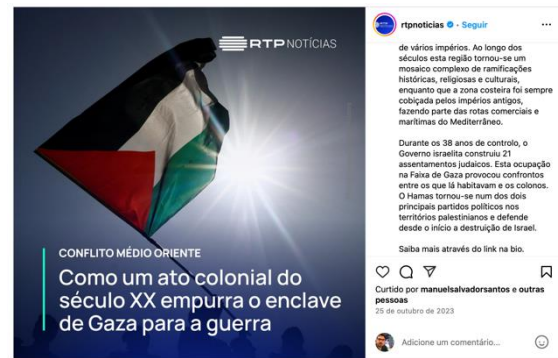 RTP NOTÍCIAS
CONFLITO MÉDIO ORIENTE
Como um ato colonial do
século XX empurra o enclave
de Gaza para a guerra
rtpnoticias • Seguir
de vários impérios. Ao longo dos
séculos esta região tornou-se um
mosaico complexo de ramificações
históricas, religiosas e culturais,
enquanto que a zona costeira foi sempre
cobiçada pelos impérios antigos,
fazendo parte das rotas comerciais e
marítimas do Mediterrâneo.
Durante os 38 anos de controlo, o
Governo israelita construiu 21
assentamentos judaicos. Esta ocupação
na Faixa de Gaza provocou confrontos
entre os que lá habitavam e os colonos.
O Hamas tornou-se num dos dois
principais partidos políticos nos
territórios palestinianos e defende
desde o início a destruição de Israel.
Saiba mais através do link na bio.
Curtido por manuelsalvadorsantos e outras
pessoas
25 de outubro de 2023
Adicione um comentário...